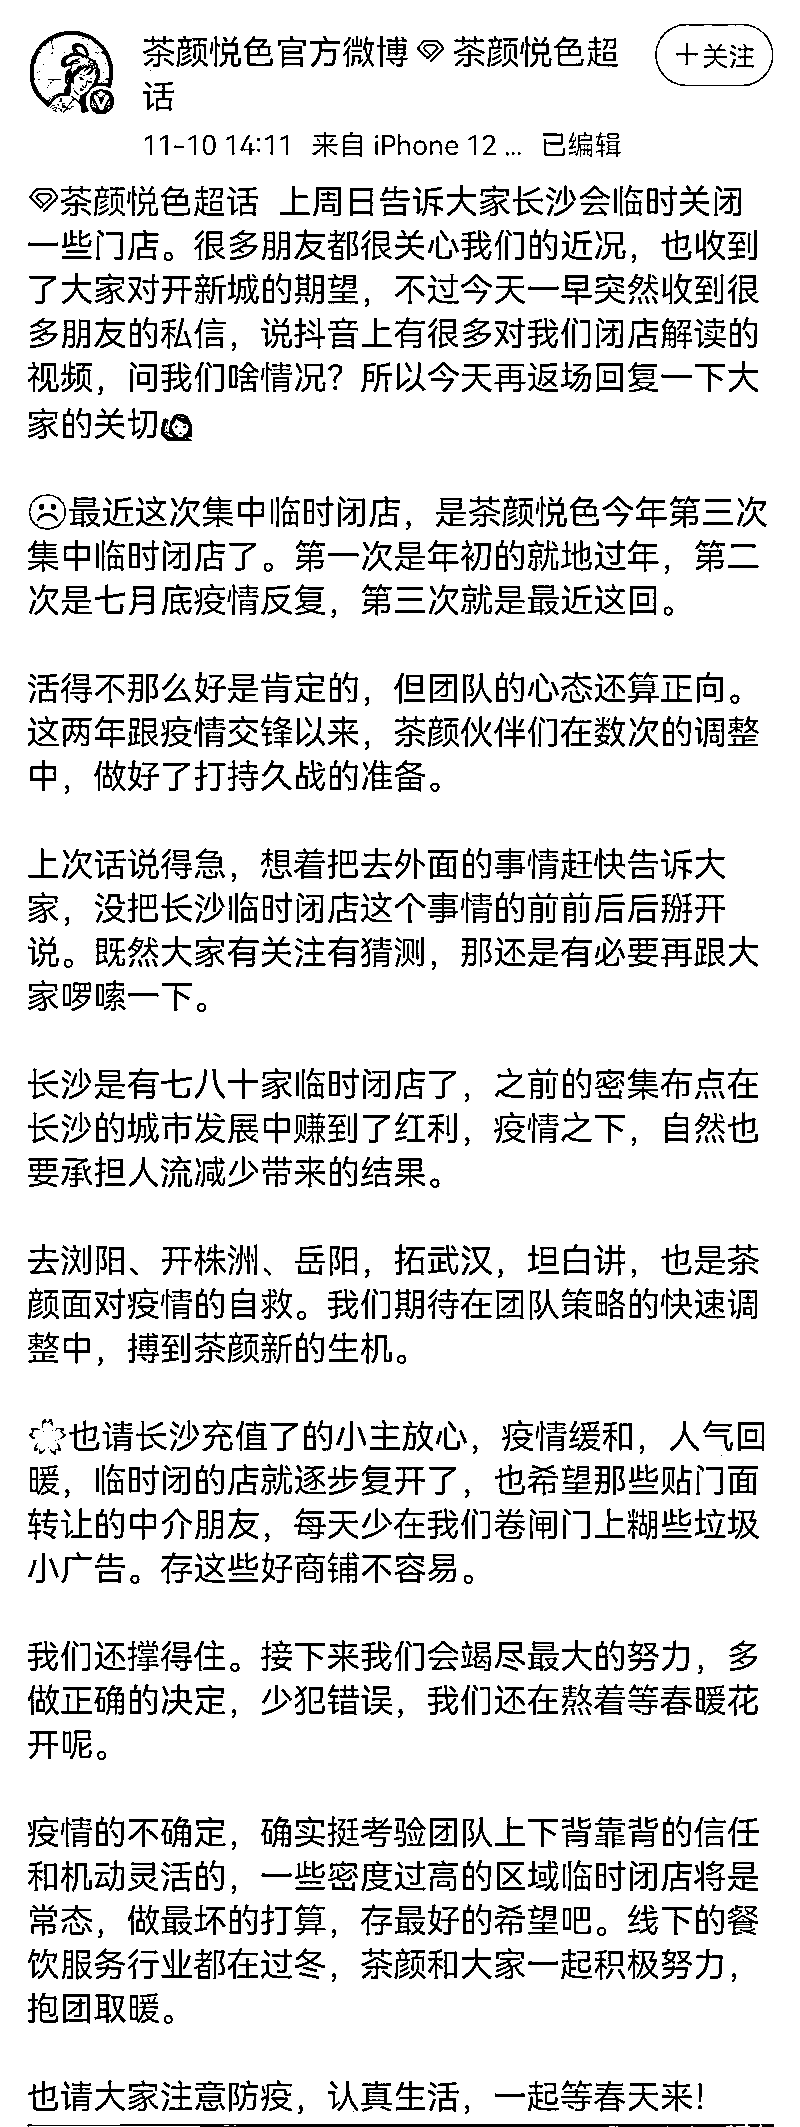 茶颜悦色官方微博 茶颜悦色超
话
+关注
11-10 14:11 来自 iPhone 12 ... 已编辑
茶颜悦色超话 上周日告诉大家长沙会临时关闭
一些门店。很多朋友都很关心我们的近况，也收到
了大家对开新城的期望，不过今天一早突然收到很
多朋友的私信，说抖音上有很多对我们闭店解读的
视频，问我们啥情况？所以今天再返场回复一下大
家的关切
最近这次集中临时闭店，是茶颜悦色今年第三次
集中临时闭店了。第一次是年初的就地过年，第二
次是七月底疫情反复，第三次就是最近这回。
活得不那么好是肯定的，但团队的心态还算正向。
这两年跟疫情交锋以来，茶颜伙伴们在数次的调整
中，做好了打持久战的准备。
上次话说得急，想着把去外面的事情赶快告诉大
家，没把长沙临时闭店这个事情的前前后后掰开
说。既然大家有关注有猜测，那还是有必要再跟大
家啰嗦一下。
长沙是有七八十家临时闭店了，之前的密集布点在
长沙的城市发展中赚到了红利，疫情之下，自然也
要承担人流减少带来的结果。
去浏阳、开株洲、岳阳，拓武汉，坦白讲，也是茶
颜面对疫情的自救。我们期待在团队策略的快速调
整中，搏到茶颜新的生机。
也请长沙充值了的小主放心，疫情缓和，人气回
暖，临时闭的店就逐步复开了，也希望那些贴门面
转让的中介朋友，每天少在我们卷闸门上糊些垃圾
小广告。存这些好商铺不容易。
我们还撑得住。接下来我们会竭尽最大的努力，多
做正确的决定，少犯错误，我们还在熬着等春暖花
开呢。
疫情的不确定，确实挺考验团队上下背靠背的信任
和机动灵活的，一些密度过高的区域临时闭店将是
常态，做最坏的打算，存最好的希望吧。线下的餐
饮服务行业都在过冬，茶颜和大家一起积极努力，
抱团取暖。
也请大家注意防疫，认真生活，一起等春天来！